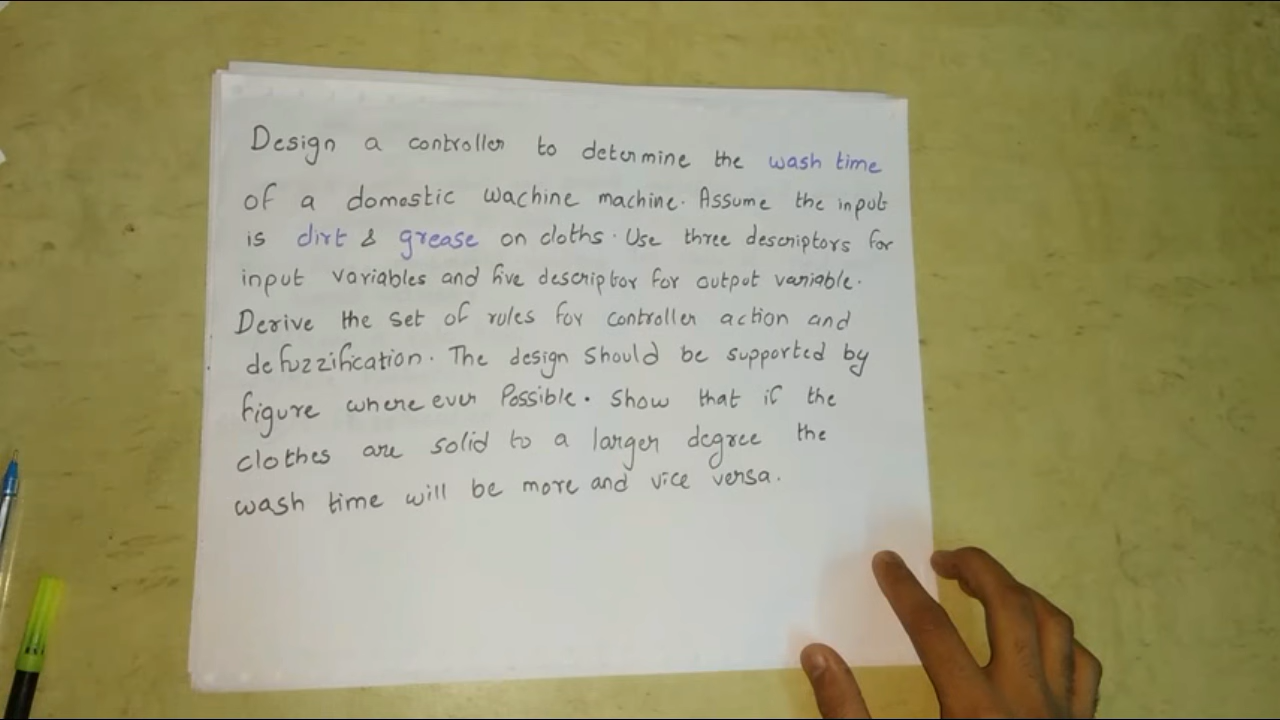 Design a controller to determine the wash time
of a domestic wachine machine. Assume the input
is dirt & grease on cloths. Use three descriptors for
input variables and five descriptor for output variable.
Derive the set of rules for controller action and
defuzzification. The design should be supported by
figure where ever Possible. Show that if the
clothes are solid to a larger degree the
wash time will be more and vice versa.